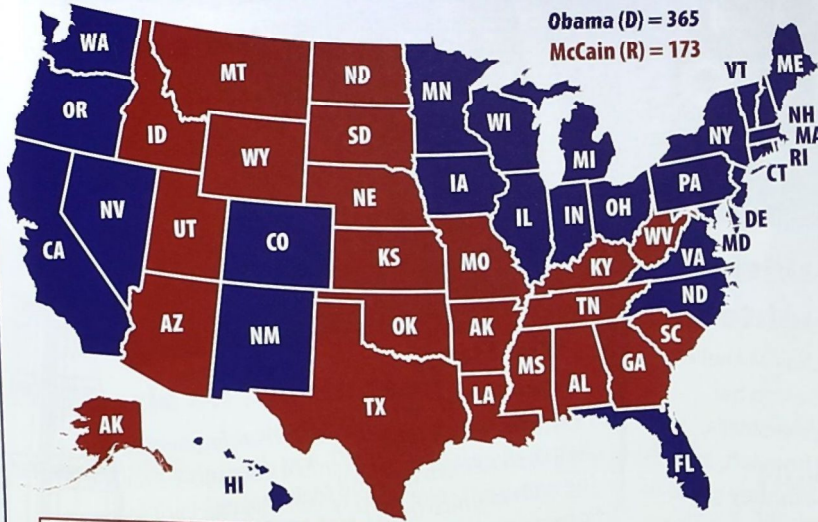 Obama (D) = 365
McCain (R) = 173
WA
MT
ND
MN
VT
ME
OR
ID
WY
SD
WI
MI
NY
NH
MA
RI
CT
NV
UT
CO
NE
IA
IL
IN
OH
PA
DE
MD
CA
KS
MO
KY
WV
VA
AZ
NM
OK
AK
TN
ND
SC
TX
LA
MS
AL
GA
AK
HI
FL